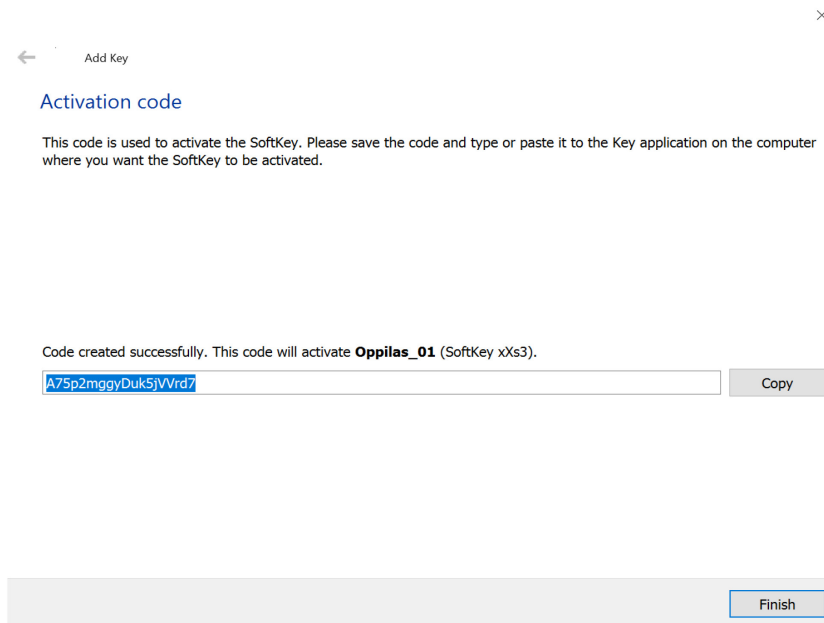 Add Key
Activation code
This code is used to activate the SoftKey. Please save the code and type or paste it to the Key application on the computer
where you want the SoftKey to be activated.
Code created successfully. This code will activate Oppilas_01 (SoftKey xXs3).
A75p2mggyDuk5jVVrd7
Copy
Finish